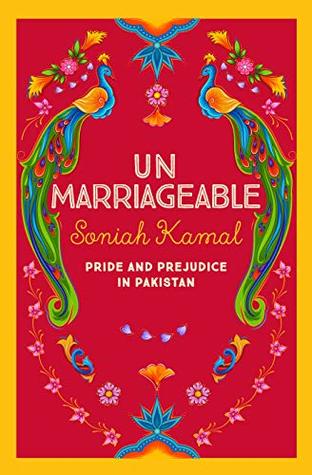 UN
MARRIAGEABLE
Soniah Kamal
PRIDE AND PREJUDICE
IN PAKISTAN